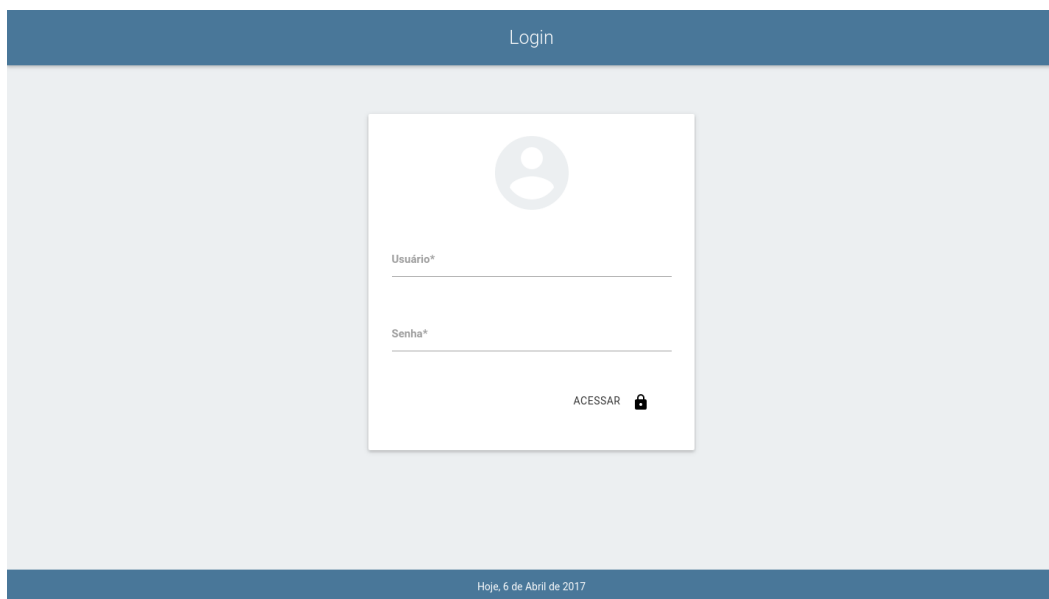 Login
Usuário*
Senha*
ACESSAR
Hoje, 6 de Abril de 2017